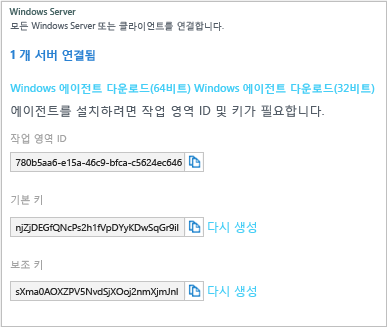 Windows Server
모든 Windows Server 또는 클라이언트를 연결합니다.
1 개 서버 연결됨
Windows 에이전트 다운로드(64비트) Windows 에이전트 다운로드(32비트)
에이전트를 설치하려면 작업 영역 ID 및 키가 필요합니다.
작업 영역 ID
780b5aa6-e15a-46c9-bfca-c5624ec646
기본 키
njZjDEGfQNcPs2h1fVpDYyKDwSqGr9il 다시 생성
보조 키
sXma0AOXZPV5NvdSjXOoj2nmXjmJnl 다시 생성